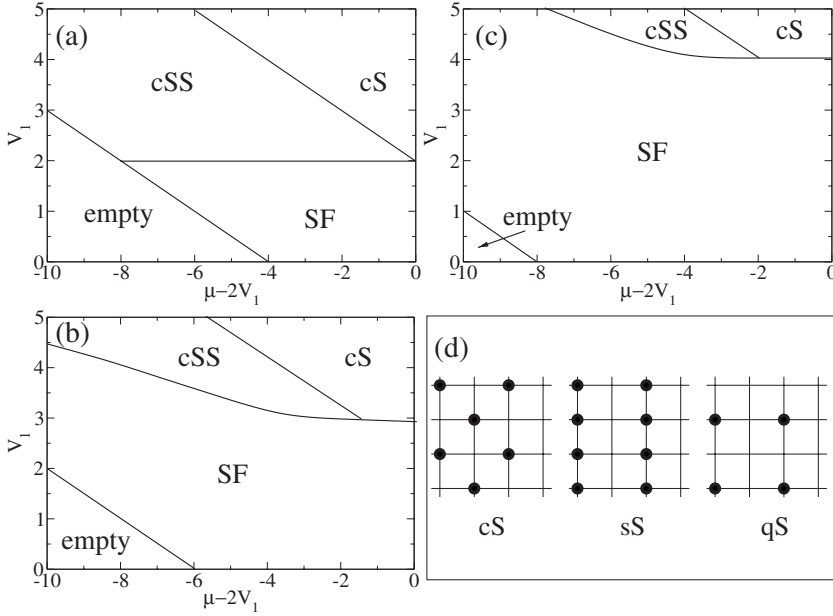 (a)
5
4
3
2
1
0
V1
cSS
cS
empty
SF
-10 -8 -6 -4 -2 0
μ−2V1
(c)
5
4
3
2
1
0
V1
cSS
cS
SF
empty
-10 -8 -6 -4 -2 0
μ−2V1
(b)
5
4
3
2
1
0
V1
cSS
cS
SF
empty
-10 -8 -6 -4 -2 0
μ−2V1
(d)
cS sS qS